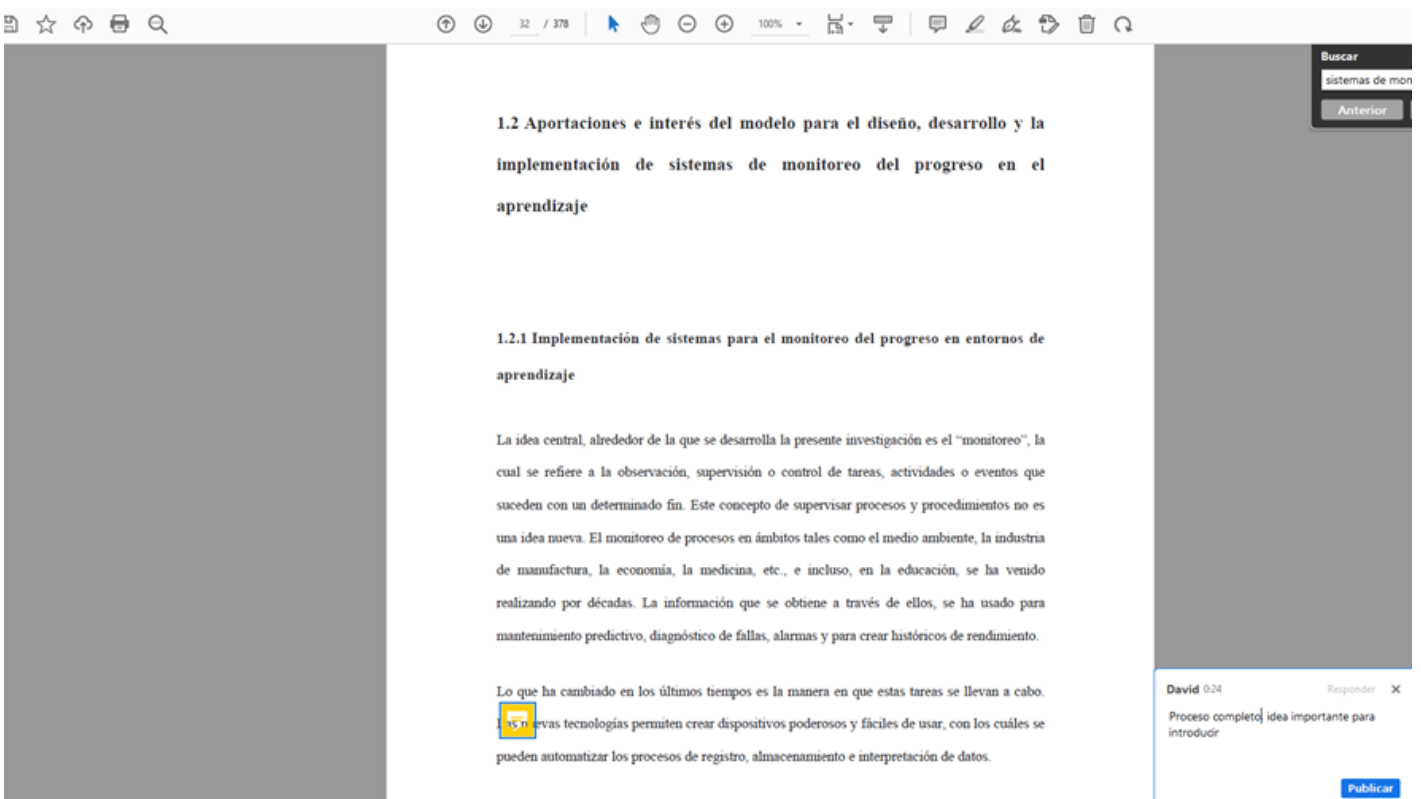 32 / 378
100%
Buscar
sistemas de mon
Anterior
1.2 Aportaciones e interés del modelo para el diseño, desarrollo y la
implementación de sistemas de monitoreo del progreso en el
aprendizaje
1.2.1 Implementación de sistemas para el monitoreo del progreso en entornos de
aprendizaje
La idea central, alrededor de la que se desarrolla la presente investigación es el “monitoreo”, la
cual se refiere a la observación, supervisión o control de tareas, actividades o eventos que
suceden con un determinado fin. Este concepto de supervisar procesos y procedimientos no es
una idea nueva. El monitoreo de procesos en ámbitos tales como el medio ambiente, la industria
de manufactura, la economía, la medicina, etc., e incluso, en la educación, se ha venido
realizando por décadas. La información que se obtiene a través de ellos, se ha usado para
mantenimiento predictivo, diagnóstico de fallas, alarmas y para crear históricos de rendimiento.
Lo que ha cambiado en los últimos tiempos es la manera en que estas tareas se llevan a cabo.
evas tecnologías permiten crear dispositivos poderosos y fáciles de usar, con los cuáles se
pueden automatizar los procesos de registro, almacenamiento e interpretación de datos.
David 0:24 Responder
Proceso completo, idea importante para
introducir
Publicar